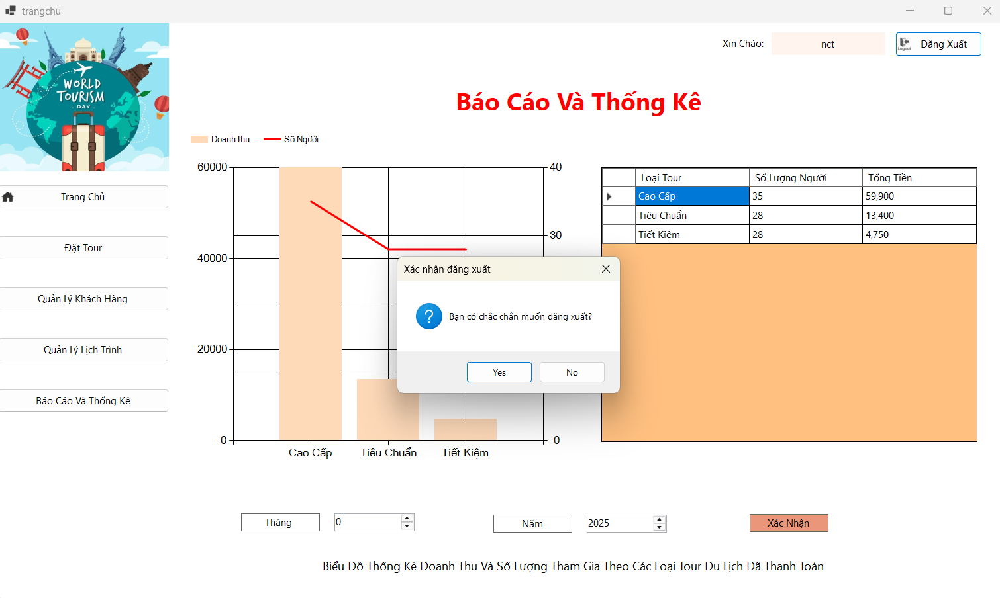 trangchu
WORLD
TOURISM
- DAY -
Xin Chào:
nct
Logout
Đăng Xuất
Báo Cáo Và Thống Kê
Trang Chủ
Đặt Tour
Quản Lý Khách Hàng
Quản Lý Lịch Trình
Báo Cáo Và Thống Kê
Doanh thu
Số Người
60000
40000
20000
-0
40
30
-0
Cao Cấp
Tiêu Chuẩn
Tiết Kiệm
Loại Tour Số Lượng Người Tổng Tiền
Cao Cấp 35 59,900
Tiêu Chuẩn 28 13,400
Tiết Kiệm 28 4,750
Xác nhận đăng xuất
Bạn có chắc chắn muốn đăng xuất?
Yes
No
Tháng
0
Năm
2025
Xác Nhận
Biểu Đồ Thống Kê Doanh Thu Và Số Lượng Tham Gia Theo Các Loại Tour Du Lịch Đã Thanh Toán